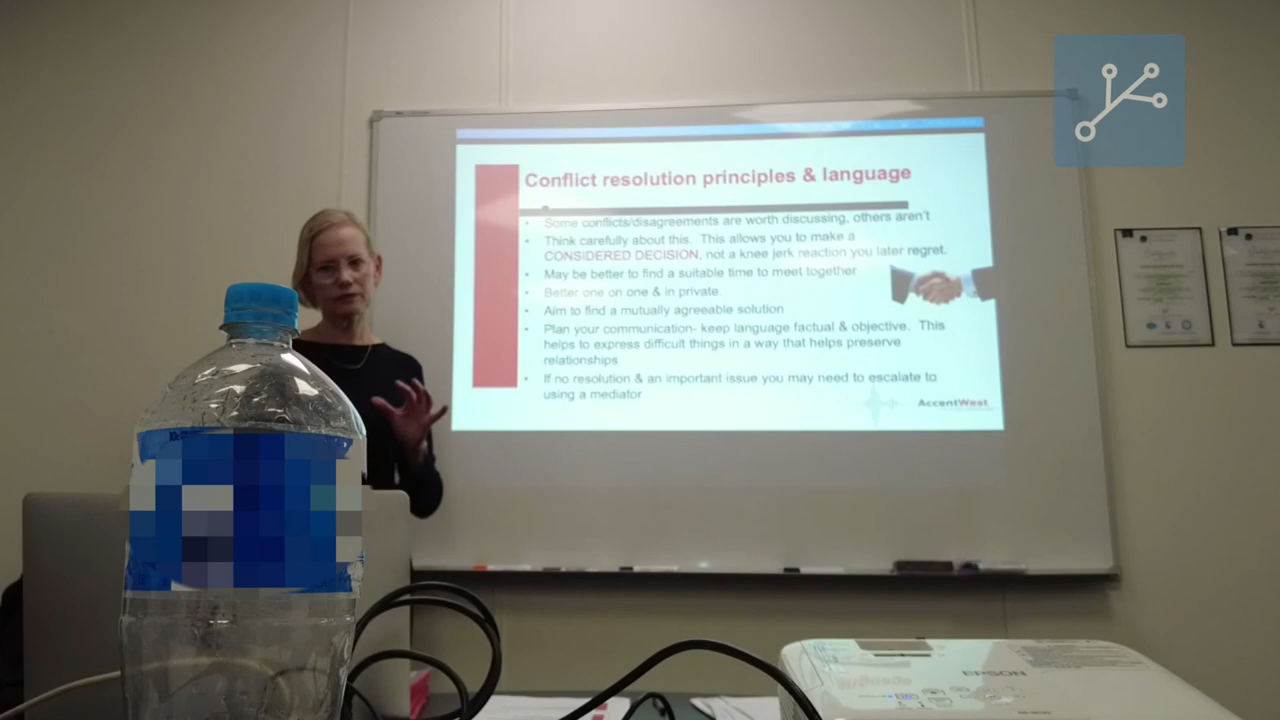 Conflict resolution principles & language
• Some conflicts/disagreements are worth discussing, others aren't
• Think carefully about this. This allows you to make a
CONSIDERED DECISION, not a knee jerk reaction you later regret.
• May be better to find a suitable time to meet together
• Better one on one & in private.
• Aim to find a mutually agreeable solution
• Plan your communication- keep language factual & objective. This
helps to express difficult things in a way that helps preserve
relationships
• If no resolution & an important issue you may need to escalate to
using a mediator
AccentWest
EPSON